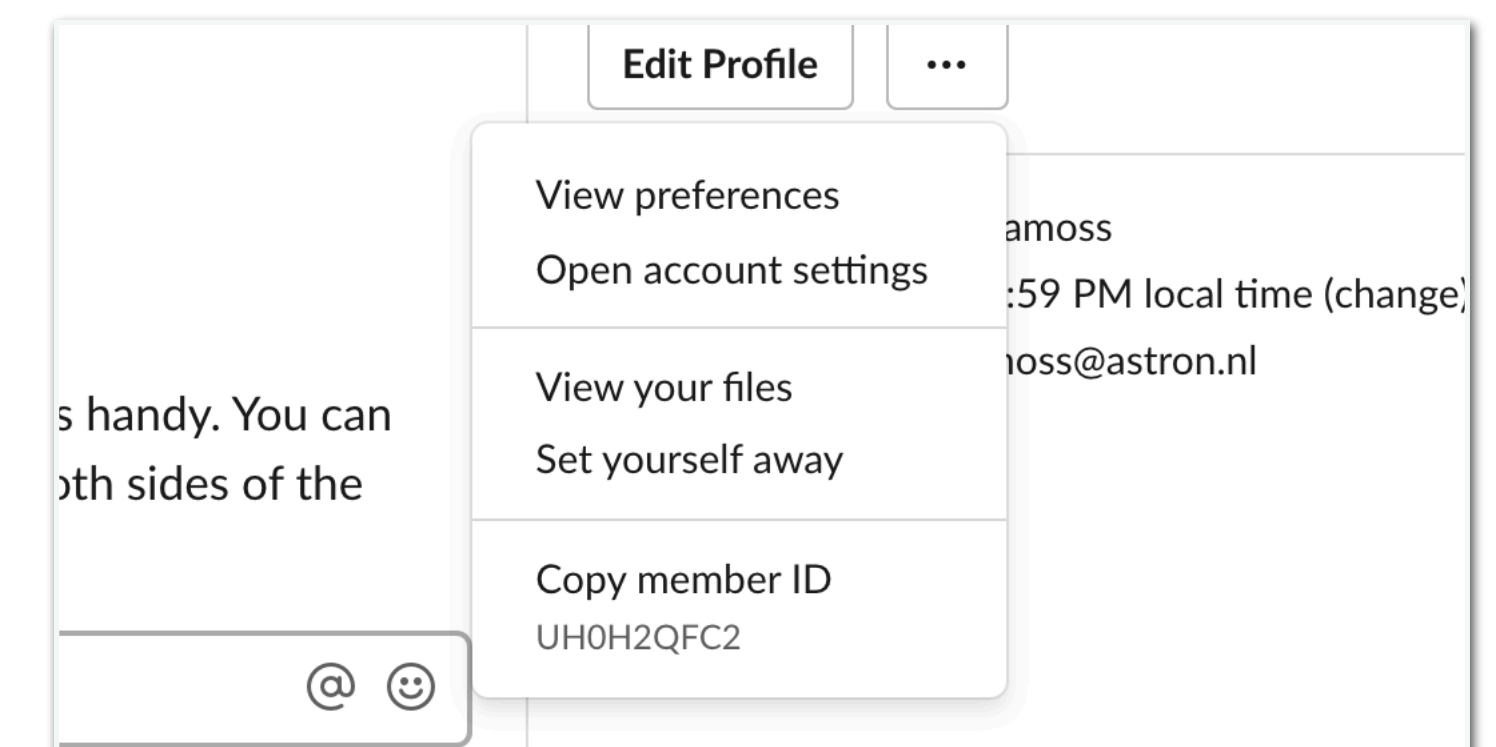 Edit Profile
...
View preferences
Open account settings
View your files
Set yourself away
Copy member ID
UH0H2QFC2
amoss
:59 PM local time (change)
oss@astron.nl
s handy. You can
oth sides of the
@